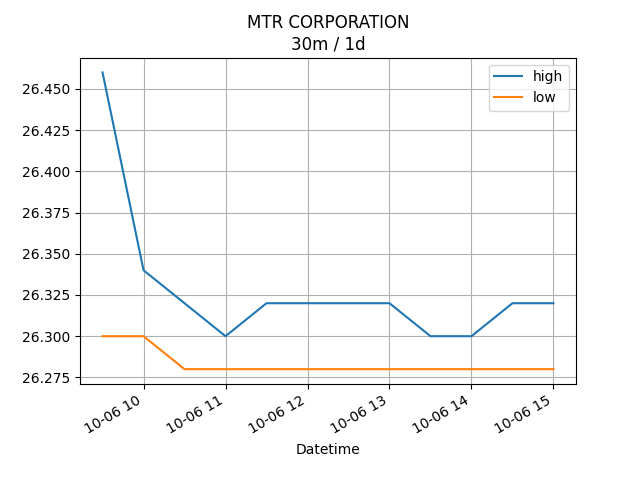 MTR CORPORATION
30m / 1d
high
low
26.450
26.425
26.400
26.375
26.350
26.325
26.300
26.275
10-06 10
10-06 11
10-06 12
10-06 13
10-06 14
10-06 15
Datetime